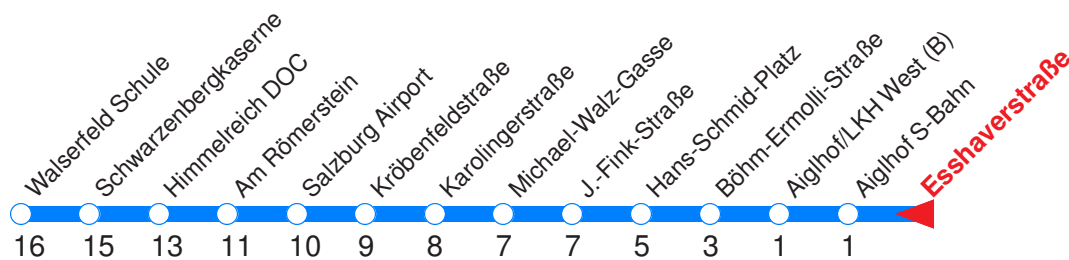 Walserfeld Schule
Schwarzenbergkaserne
Himmelreich DOC
Am Römerstein
Salzburg Airport
Kröbenfeldstraße
Karolingerstraße
Michael-Walz-Gasse
J.-Fink-Straße
Hans-Schmid-Platz
Böhm-Ermolli-Straße
Aiglhof/LKH West (B)
Aiglhof S-Bahn
Esshaverstraße
16 15 13 11 10 9 8 7 7 5 3 1 1